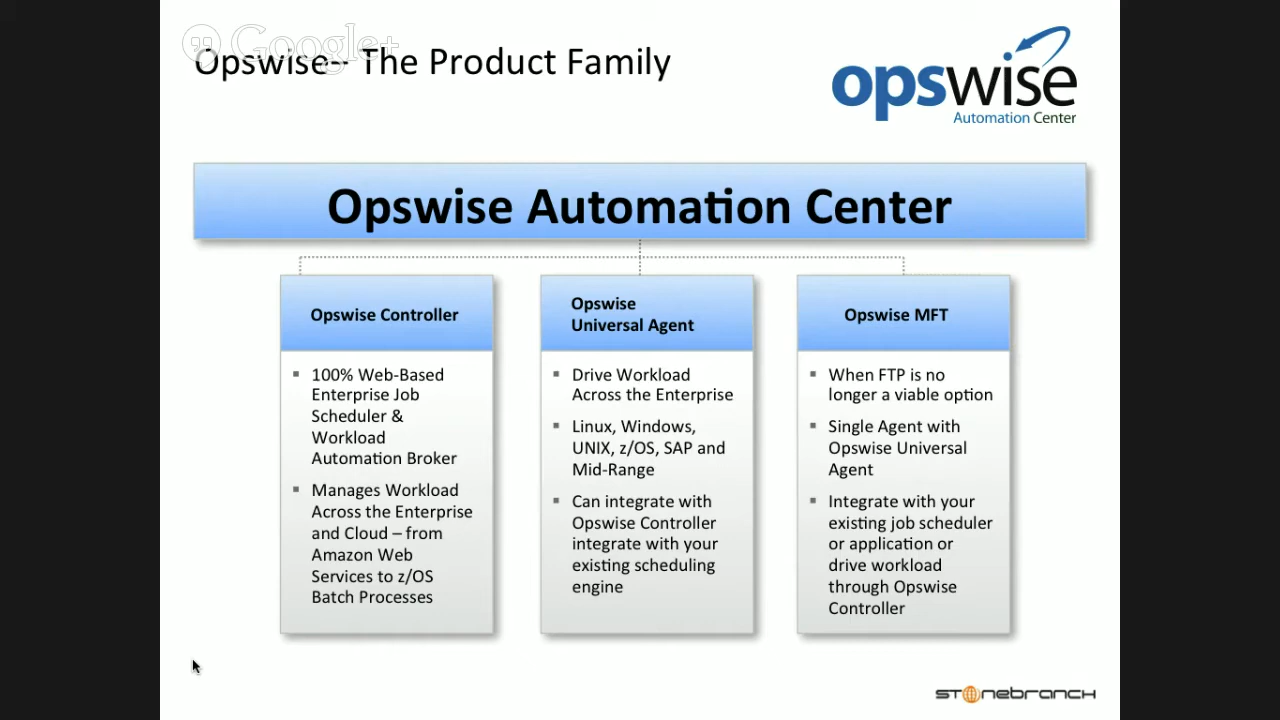 Google+
Opswise-- The Product Family
opswise
Automation Center
Opswise Automation Center
Opswise Controller
▪ 100% Web-Based
Enterprise Job
Scheduler &
Workload
Automation Broker
▪ Manages Workload
Across the Enterprise
and Cloud – from
Amazon Web
Services to z/OS
Batch Processes
Opswise
Universal Agent
▪ Drive Workload
Across the Enterprise
▪ Linux, Windows,
UNIX, z/OS, SAP and
Mid-Range
▪ Can integrate with
Opswise Controller
integrate with your
existing scheduling
engine
Opswise MFT
▪ When FTP is no
longer a viable option
▪ Single Agent with
Opswise Universal
Agent
▪ Integrate with your
existing job scheduler
or application or
drive workload
through Opswise
Controller
stonebranch